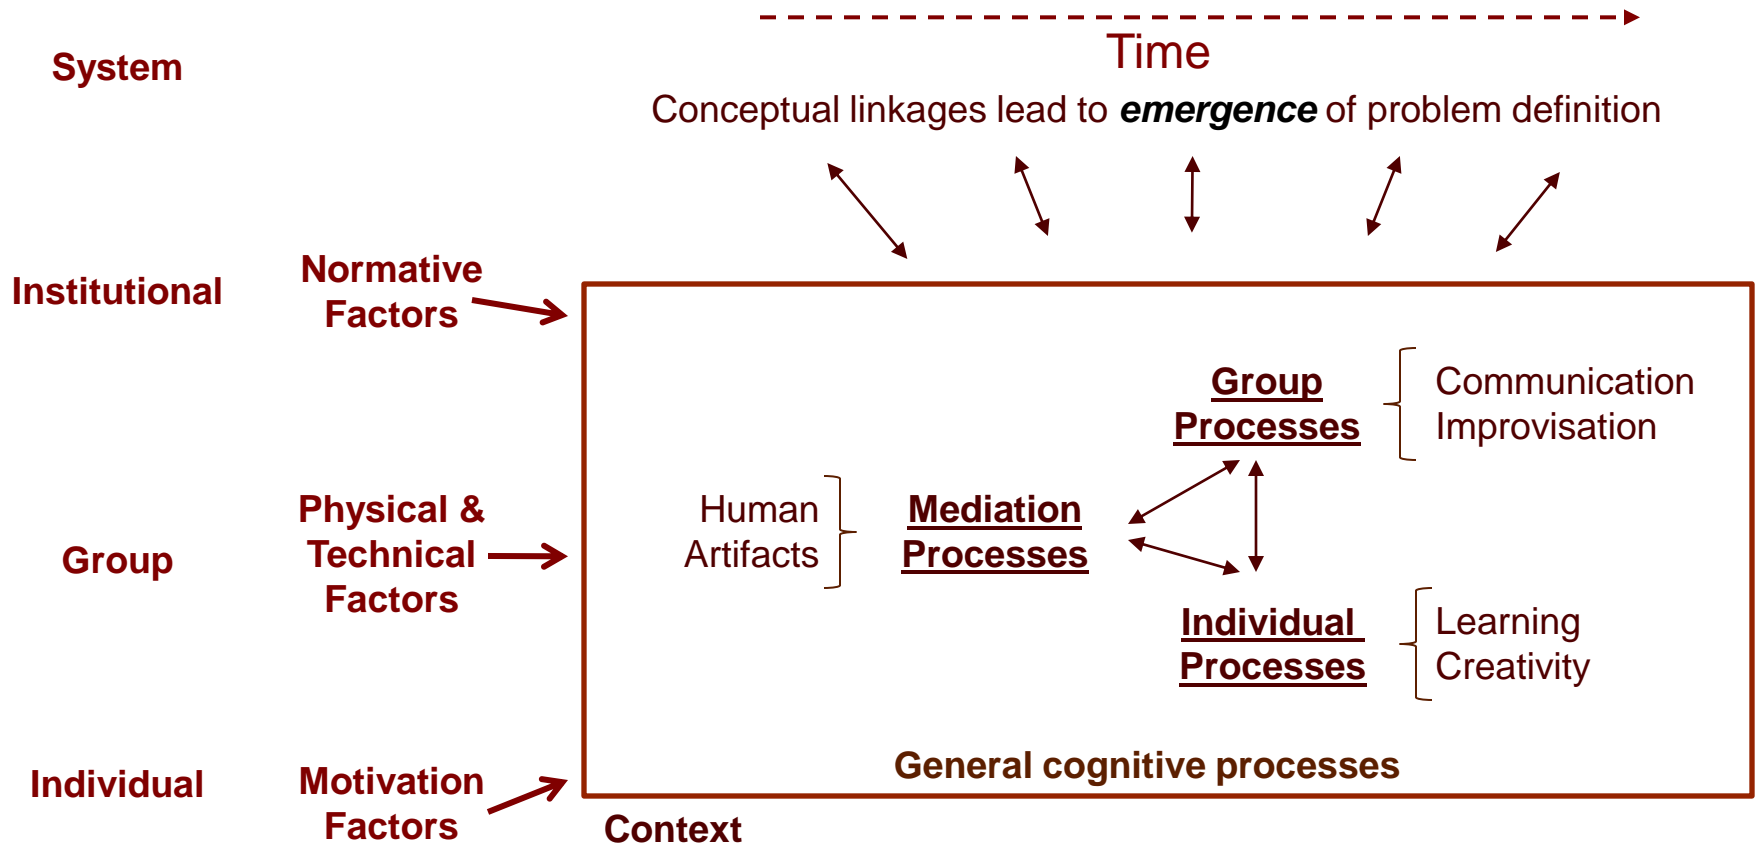 Time
System
Conceptual linkages lead to emergence of problem definition
Institutional
Normative
Factors
Group
Processes
Communication
Improvisation
Human
Artifacts
Mediation
Processes
Group
Physical &
Technical
Factors
Individual
Processes
Learning
Creativity
General cognitive processes
Individual
Motivation
Factors
Context